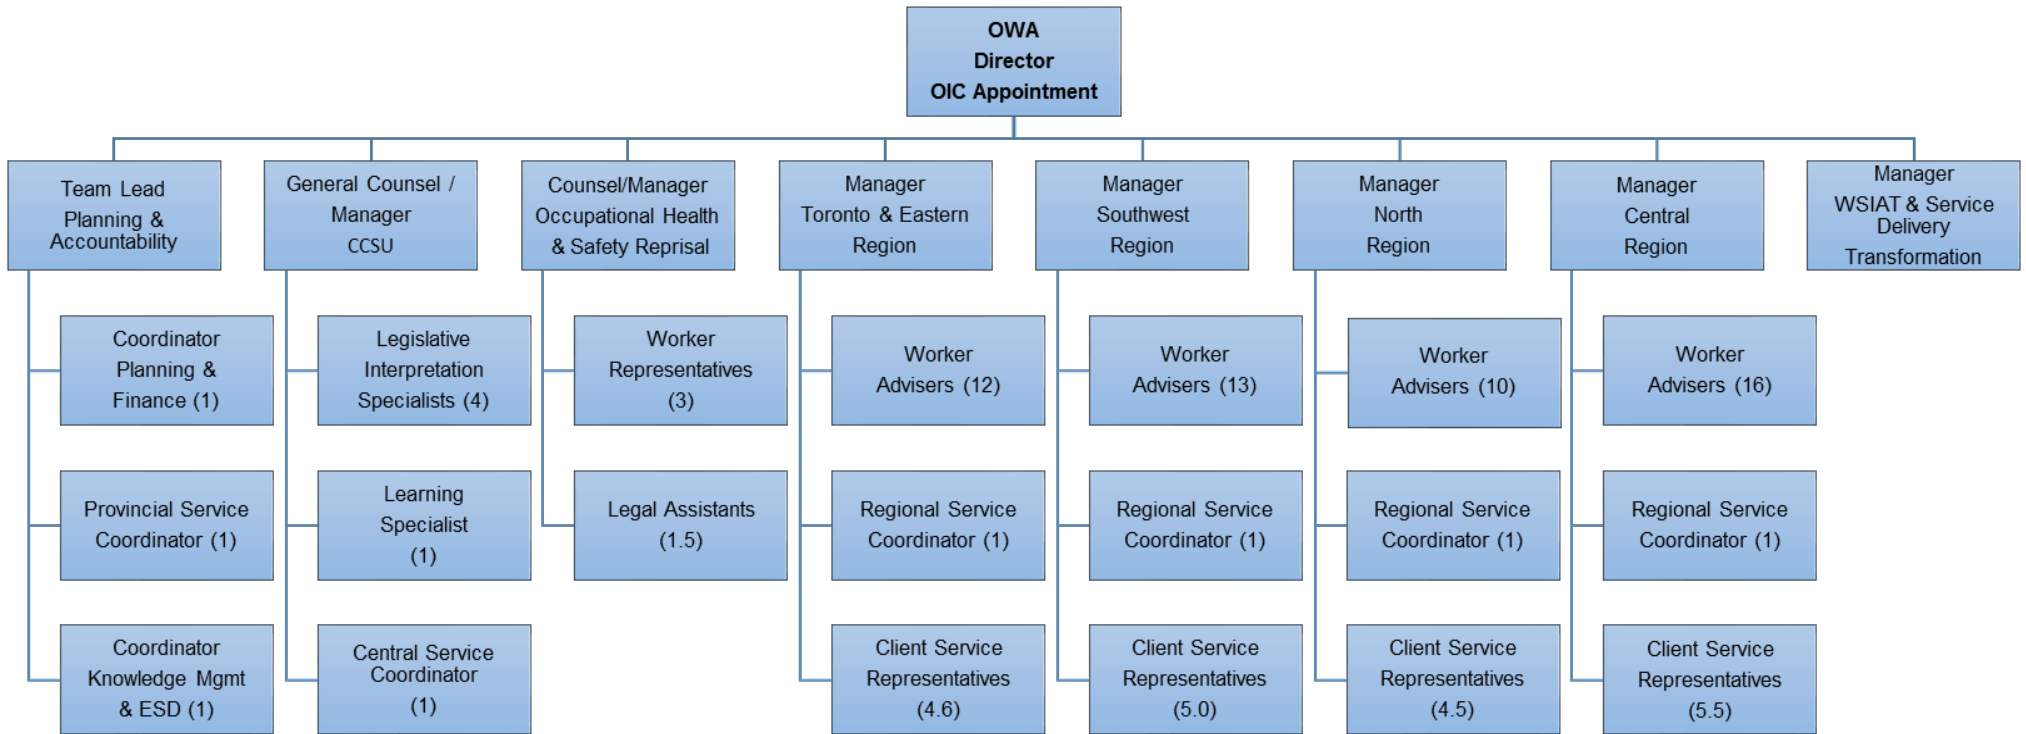 OWA
Director
OIC Appointment
Team Lead
Planning &
Accountability
General Counsel /
Manager
CCSU
Counsel/Manager
Occupational Health
& Safety Reprisal
Manager
Toronto & Eastern
Region
Manager
Southwest
Region
Manager
North
Region
Manager
Central
Region
Manager
WSIAT & Service
Delivery
Transformation
Coordinator
Planning &
Finance (1)
Legislative
Interpretation
Specialists (4)
Worker
Representatives
(3)
Worker
Advisers (12)
Worker
Advisers (13)
Worker
Advisers (10)
Worker
Advisers (16)
Provincial Service
Coordinator (1)
Learning
Specialist
(1)
Legal Assistants
(1.5)
Regional Service
Coordinator (1)
Regional Service
Coordinator (1)
Regional Service
Coordinator (1)
Regional Service
Coordinator (1)
Coordinator
Knowledge Mgmt
& ESD (1)
Central Service
Coordinator
(1)
Client Service
Representatives
(4.6)
Client Service
Representatives
(5.0)
Client Service
Representatives
(4.5)
Client Service
Representatives
(5.5)